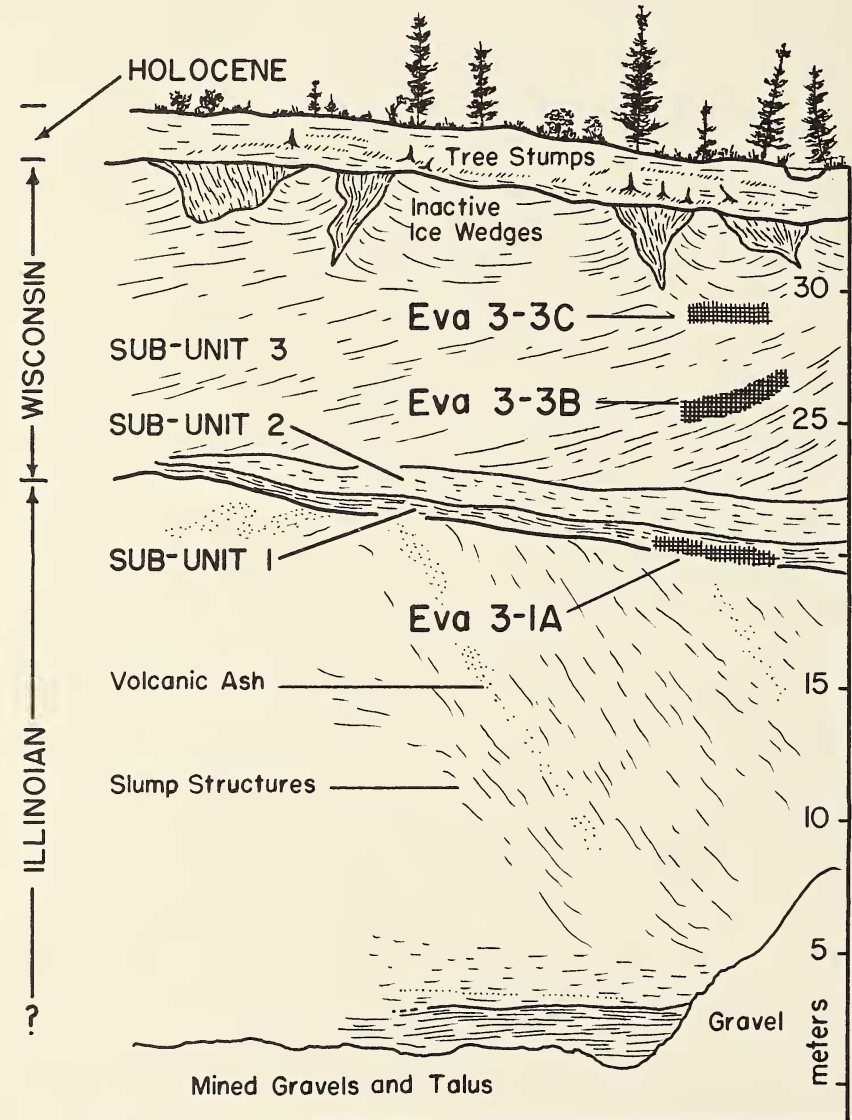 HOLOCENE
Tree Stumps
Inactive
Ice Wedges
30
Eva 3-3C
WISCONSIN
SUB-UNIT 3
Eva 3-3B
25
SUB-UNIT 2
SUB-UNIT 1
Eva 3-1A
Volcanic Ash
15
Slump Structures
10
ILLINOIAN
5
?
Gravel
meters
Mined Gravels and Talus